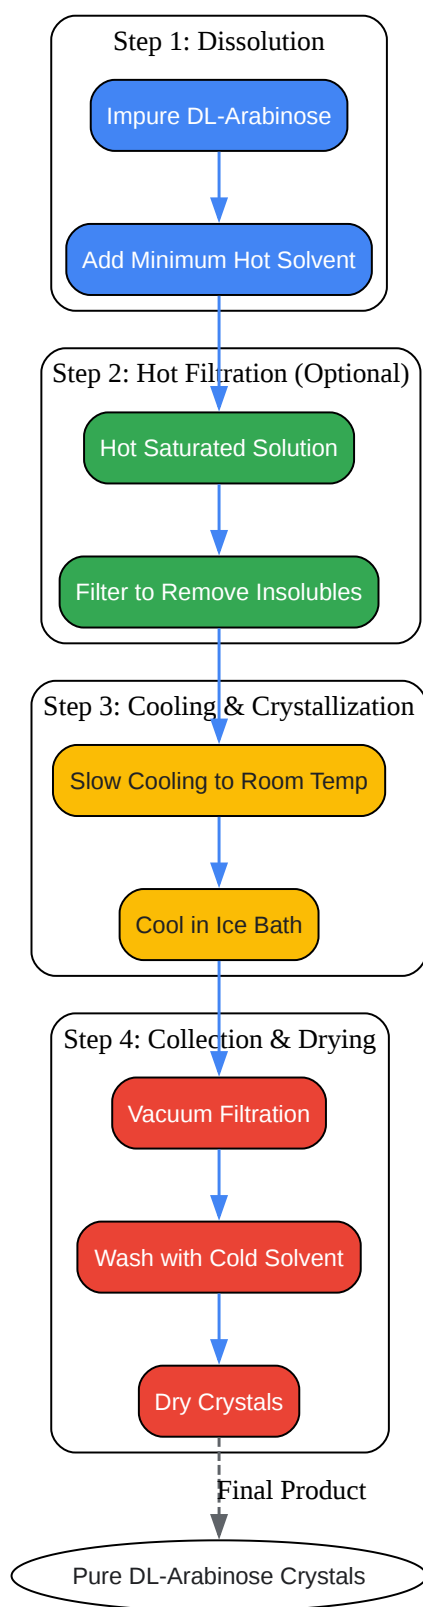 Step 1: Dissolution
Impure DL-Arabinose
Add Minimum Hot Solvent
Step 2: Hot Filtration (Optional)
Hot Saturated Solution
Filter to Remove Insolubles
Step 3: Cooling & Crystallization
Slow Cooling to Room Temp
Cool in Ice Bath
Step 4: Collection & Drying
Vacuum Filtration
Wash with Cold Solvent
Dry Crystals
Final Product
Pure DL-Arabinose Crystals